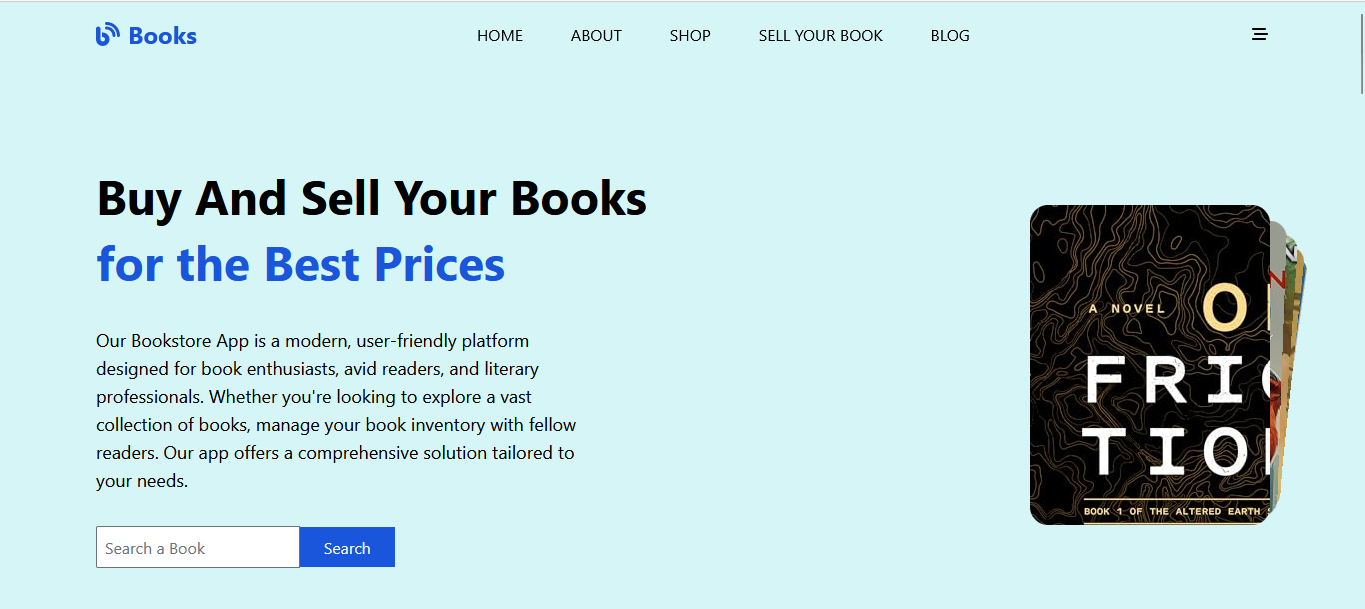 Books
HOME ABOUT SHOP SELL YOUR BOOK BLOG
Buy And Sell Your Books
for the Best Prices
Our Bookstore App is a modern, user-friendly platform
designed for book enthusiasts, avid readers, and literary
professionals. Whether you're looking to explore a vast
collection of books, manage your book inventory with fellow
readers. Our app offers a comprehensive solution tailored to
your needs.
Search a Book Search
A NOVEL
FRIC
TION
BOOK 1 OF THE ALTERED EARTH